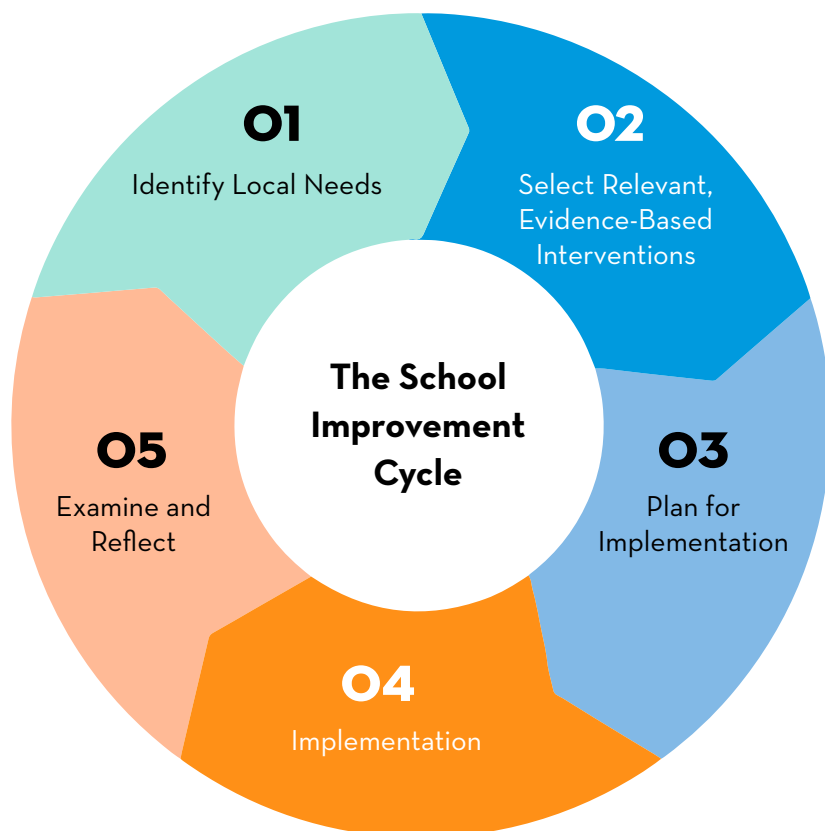 01
Identify Local Needs
02
Select Relevant,
Evidence-Based
Interventions
03
Plan for
Implementation
04
Implementation
05
Examine and
Reflect
The School
Improvement
Cycle